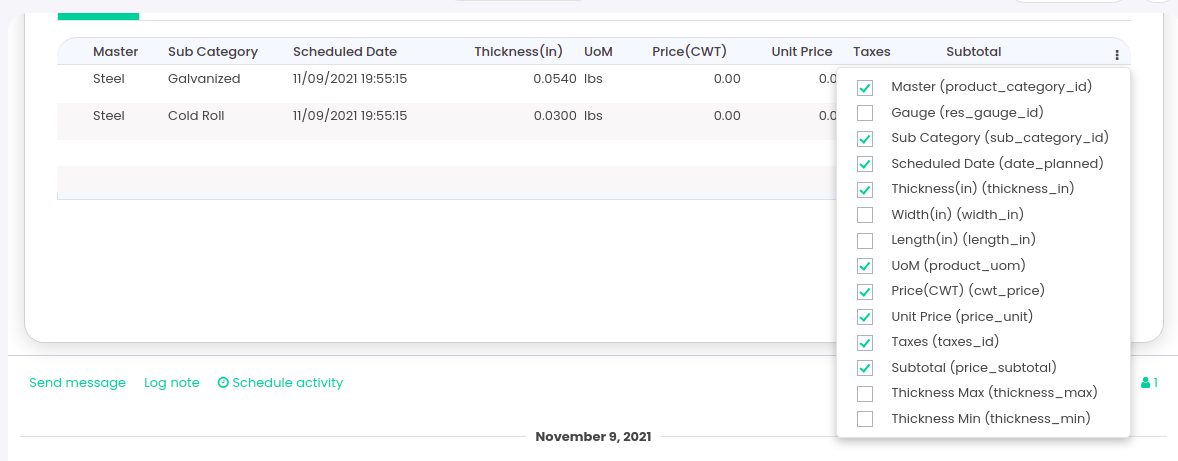 Master Sub Category Scheduled Date Thickness(In) UoM Price(CWT) Unit Price Taxes Subtotal
Steel Galvanized 11/09/2021 19:55:15 0.0540 lbs 0.00 0.0
Steel Cold Roll 11/09/2021 19:55:15 0.0300 lbs 0.00 0.0
Master (product_category_id)
Gauge (res_gauge_id)
Sub Category (sub_category_id)
Scheduled Date (date_planned)
Thickness(in) (thickness_in)
Width(in) (width_in)
Length(in) (length_in)
UoM (product_uom)
Price(CWT) (cwt_price)
Unit Price (price_unit)
Taxes (taxes_id)
Subtotal (price_subtotal)
Thickness Max (thickness_max)
Thickness Min (thickness_min)
Send message Log note Schedule activity 1
November 9, 2021